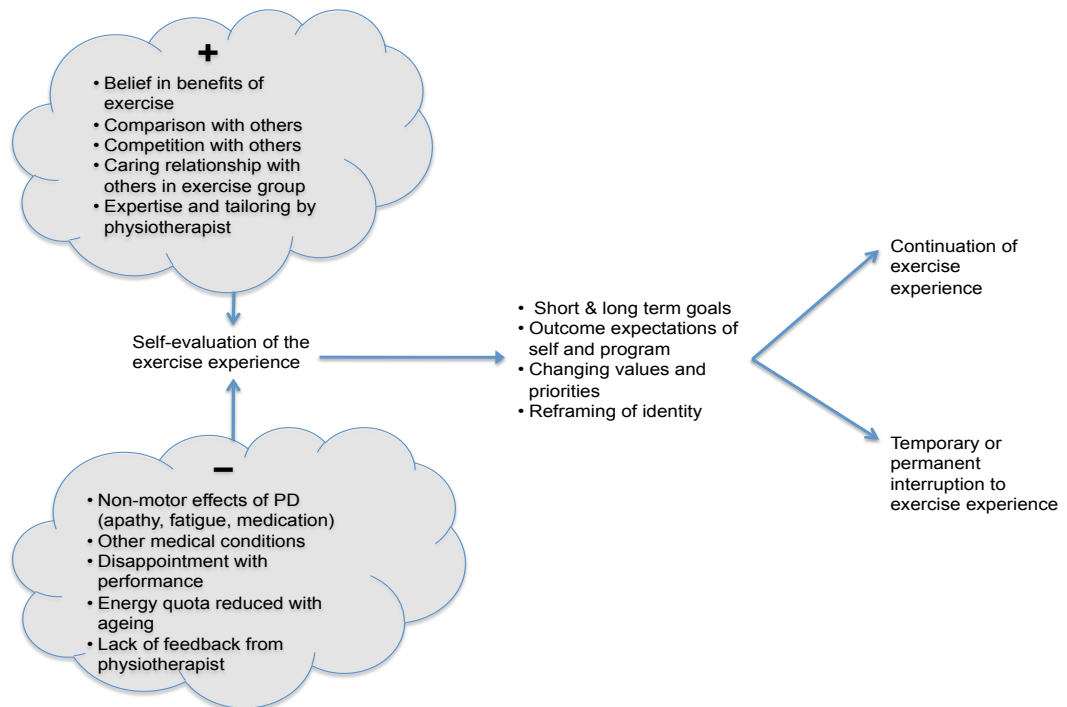 +
• Belief in benefits of
exercise
• Comparison with others
• Competition with others
• Caring relationship with
others in exercise group
• Expertise and tailoring by
physiotherapist
Self-evaluation of the
exercise experience
–
• Non-motor effects of PD
(apathy, fatigue, medication)
• Other medical conditions
• Disappointment with
performance
• Energy quota reduced with
ageing
• Lack of feedback from
physiotherapist
• Short & long term goals
• Outcome expectations of
self and program
• Changing values and
priorities
• Reframing of identity
Continuation of
exercise
experience
Temporary or
permanent
interruption to
exercise experience